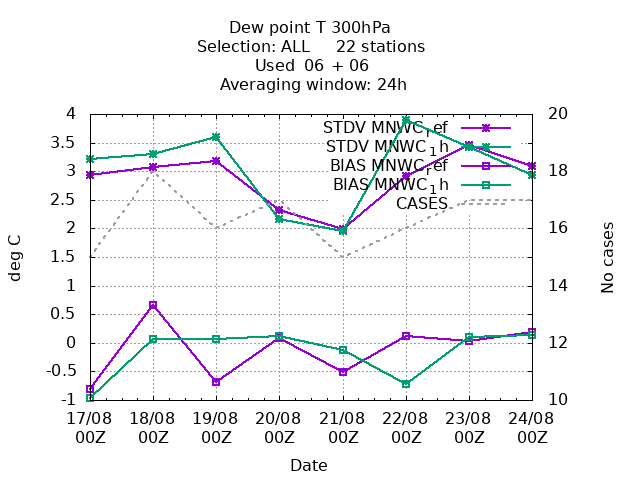 Dew point T 300hPa
Selection: ALL     22 stations
Used  06 + 06
Averaging window: 24h
4
3.5
3
2.5
2
1.5
1
0.5
0
-0.5
-1
deg C
20
18
16
14
12
10
No cases
STDV MNWC_ref
STDV MNWC_1h
BIAS MNWC_ref
BIAS MNWC_1h
CASES
17/08 18/08 19/08 20/08 21/08 22/08 23/08 24/08
00Z 00Z 00Z 00Z 00Z 00Z 00Z 00Z
Date